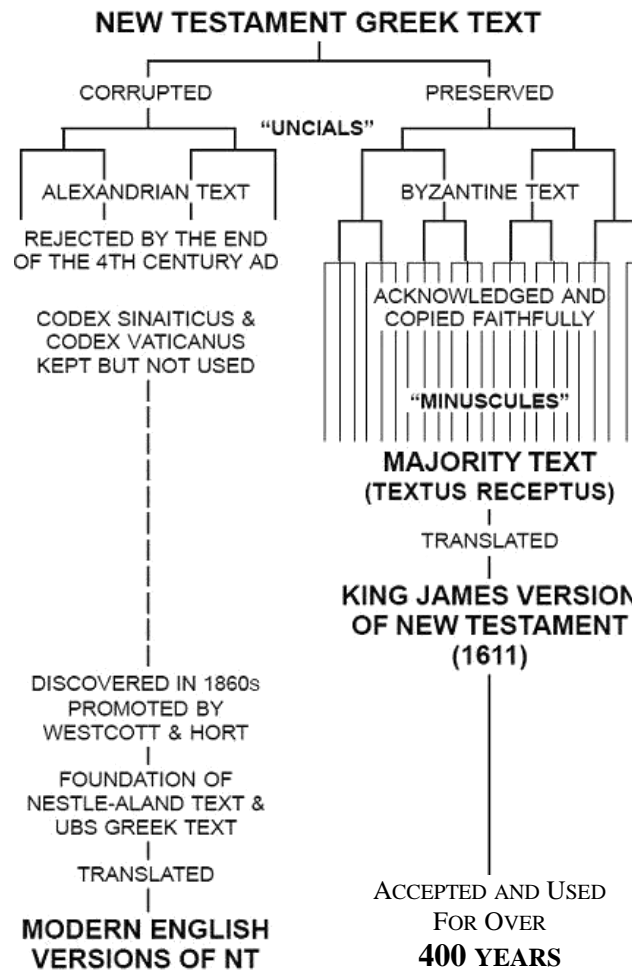 NEW TESTAMENT GREEK TEXT
CORRUPTED
PRESERVED
“UNCIALS”
ALEXANDRIAN TEXT
BYZANTINE TEXT
REJECTED BY THE END
OF THE 4TH CENTURY AD
ACKNOWLEDGED AND
COPIED FAITHFULLY
CODEX SINAITICUS &
CODEX VATICANUS
KEPT BUT NOT USED
“MINUSCULES”
MAJORITY TEXT
(TEXTUS RECEPTUS)
TRANSLATED
KING JAMES VERSION
OF NEW TESTAMENT
(1611)
DISCOVERED IN 1860s
PROMOTED BY
WESTCOTT & HORT
FOUNDATION OF
NESTLE-ALAND TEXT &
UBS GREEK TEXT
TRANSLATED
MODERN ENGLISH
VERSIONS OF NT
ACCEPTED AND USED
FOR OVER
400 YEARS